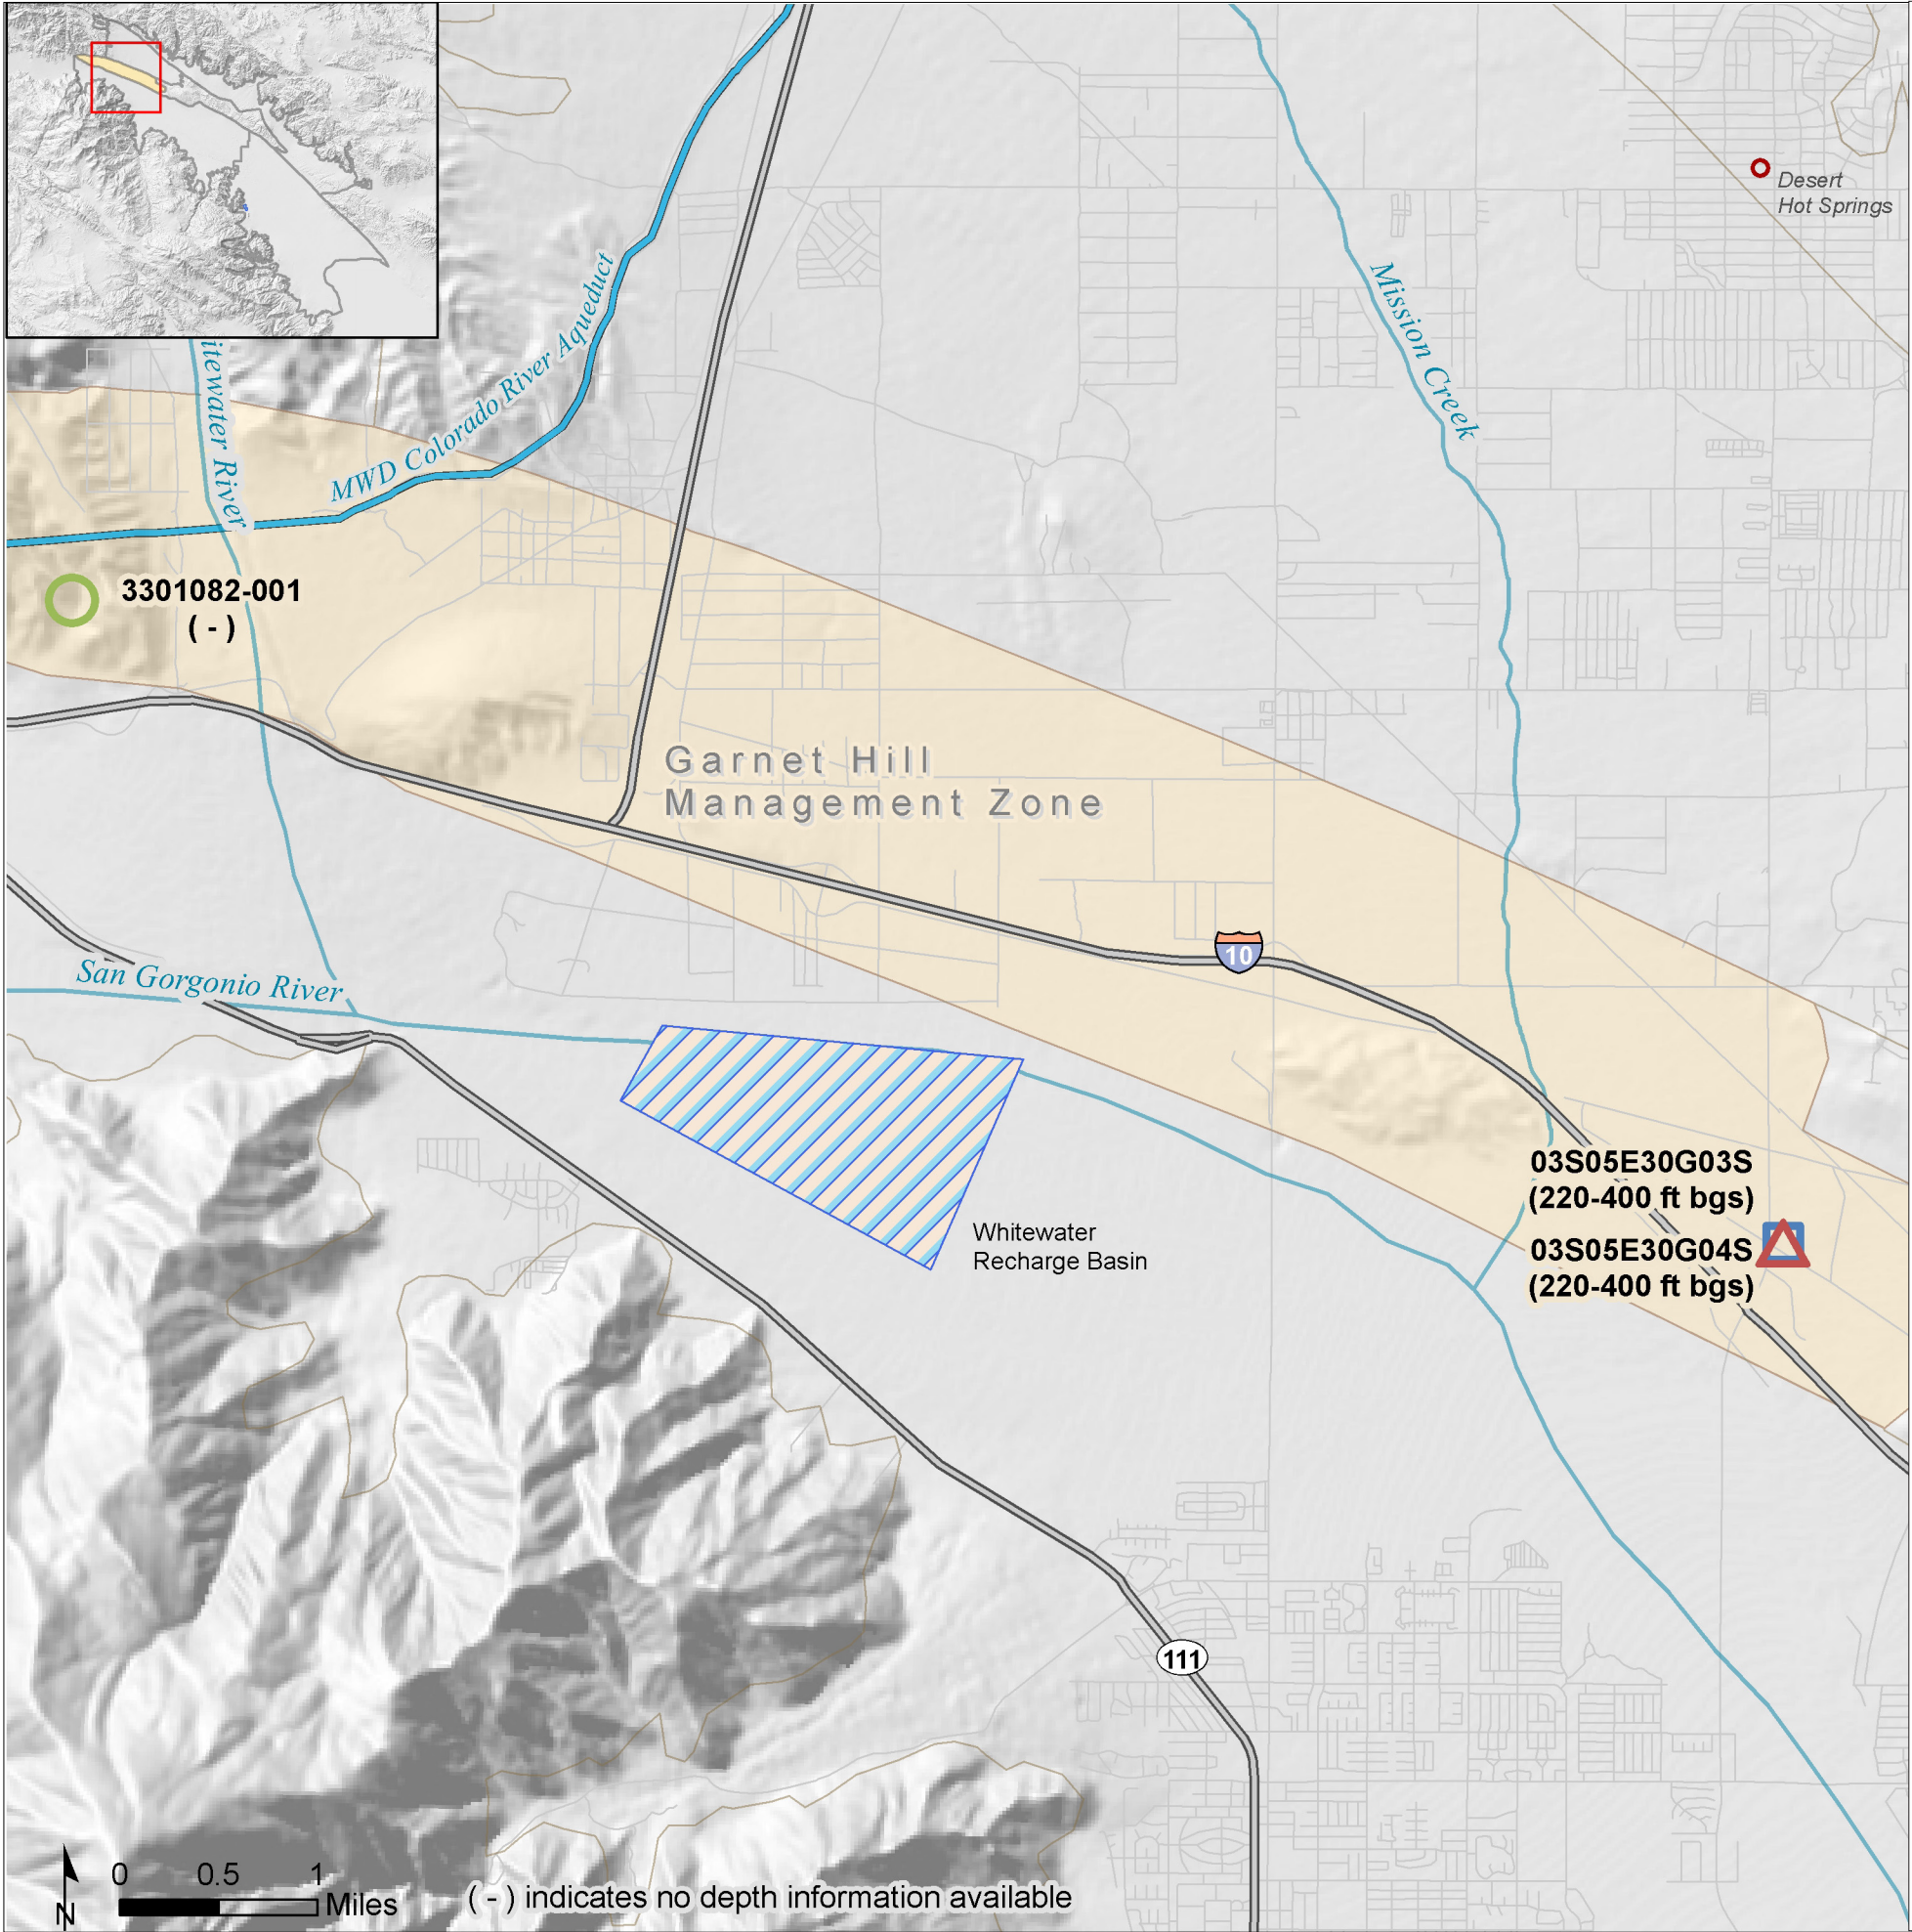 Desert
Hot Springs
Mission Creek
MWD Colorado River Aqueduct
itewater River
3301082-001
( - )
Garnet Hill
Management Zone
10
San Gorgonio River
03S05E30G03S
(220-400 ft bgs)
03S05E30G04S
(220-400 ft bgs)
Whitewater
Recharge Basin
111
0 0.5 1
Miles
N
( - ) indicates no depth information available